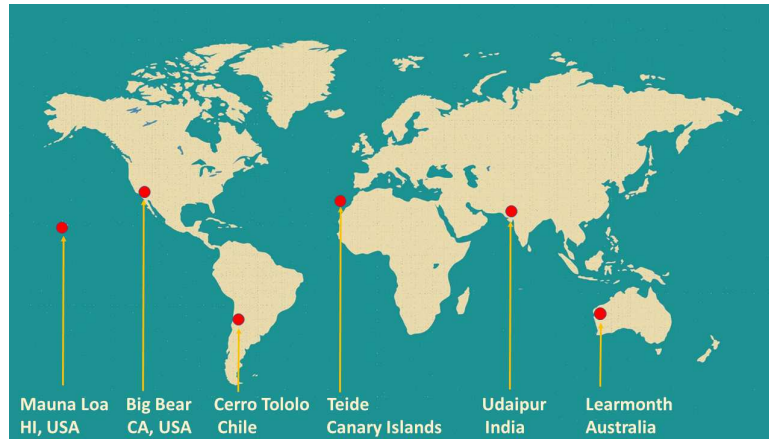 Mauna Loa
HI, USA
Big Bear
CA, USA
Cerro Tololo
Chile
Teide
Canary Islands
Udaipur
India
Learmonth
Australia